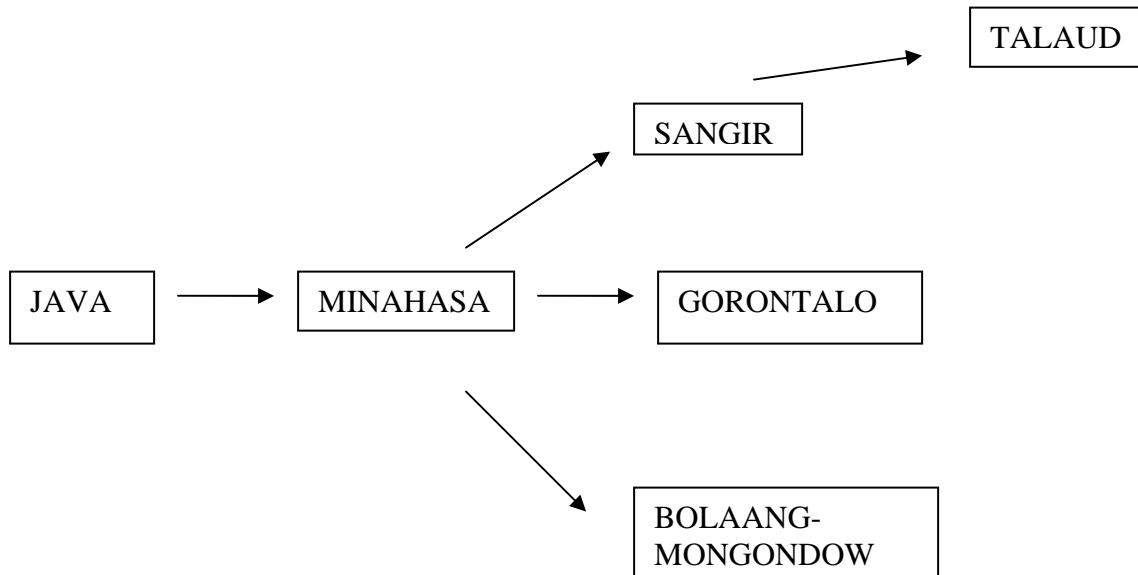 TALAUD
SANGIR
JAVA
MINAHASA
GORONTALO
BOLAANG-
MONGONDOW